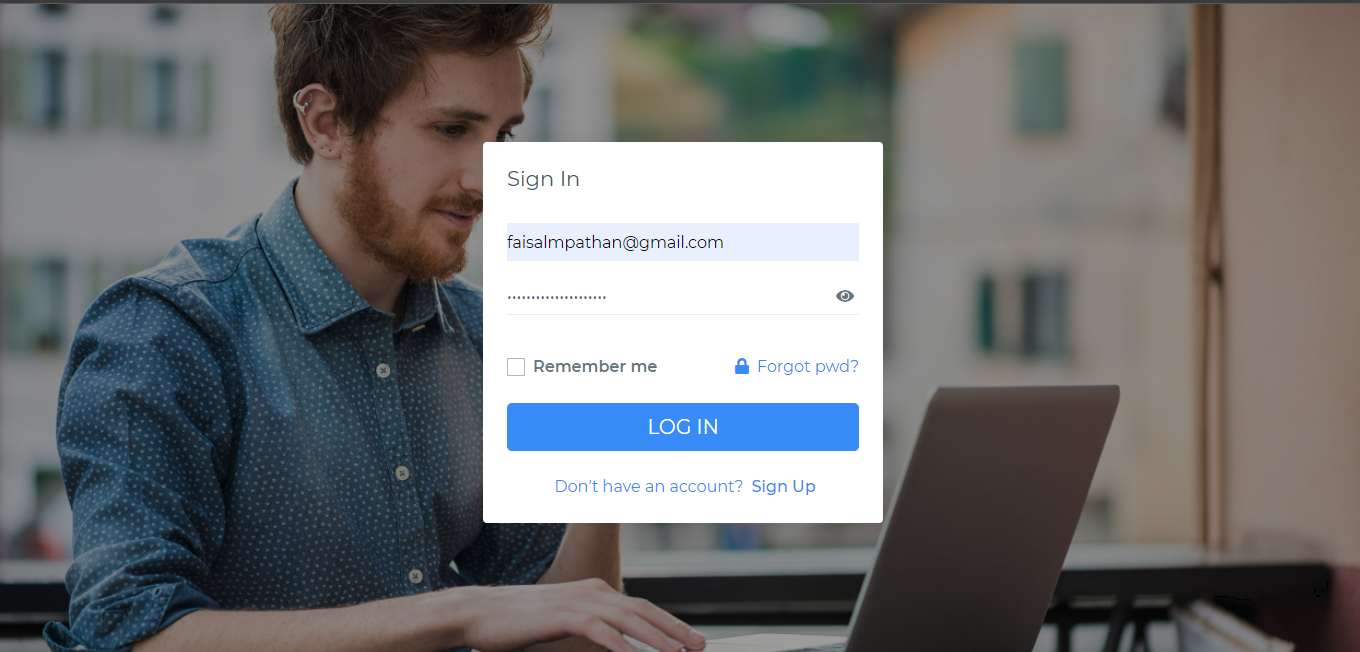 Sign In
faisalmpathan@gmail.com
Remember me
Forgot pwd?
LOG IN
Don't have an account? Sign Up